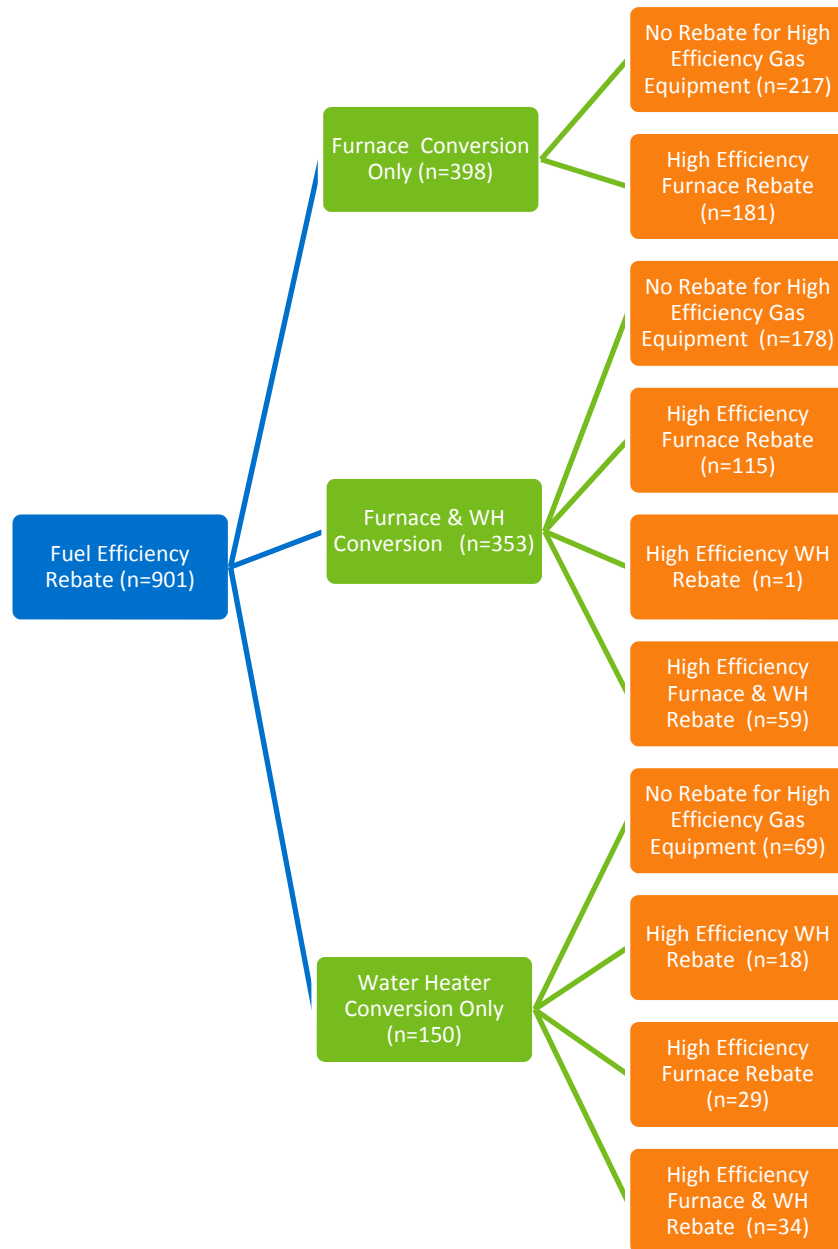 Fuel Efficiency
Rebate (n=901)
Furnace Conversion
Only (n=398)
No Rebate for High
Efficiency Gas
Equipment (n=217)
High Efficiency
Furnace Rebate
(n=181)
Furnace & WH
Conversion (n=353)
No Rebate for High
Efficiency Gas
Equipment (n=178)
High Efficiency
Furnace Rebate
(n=115)
High Efficiency WH
Rebate (n=1)
High Efficiency
Furnace & WH
Rebate (n=59)
Water Heater
Conversion Only
(n=150)
No Rebate for High
Efficiency Gas
Equipment (n=69)
High Efficiency WH
Rebate (n=18)
High Efficiency
Furnace Rebate
(n=29)
High Efficiency
Furnace & WH
Rebate (n=34)